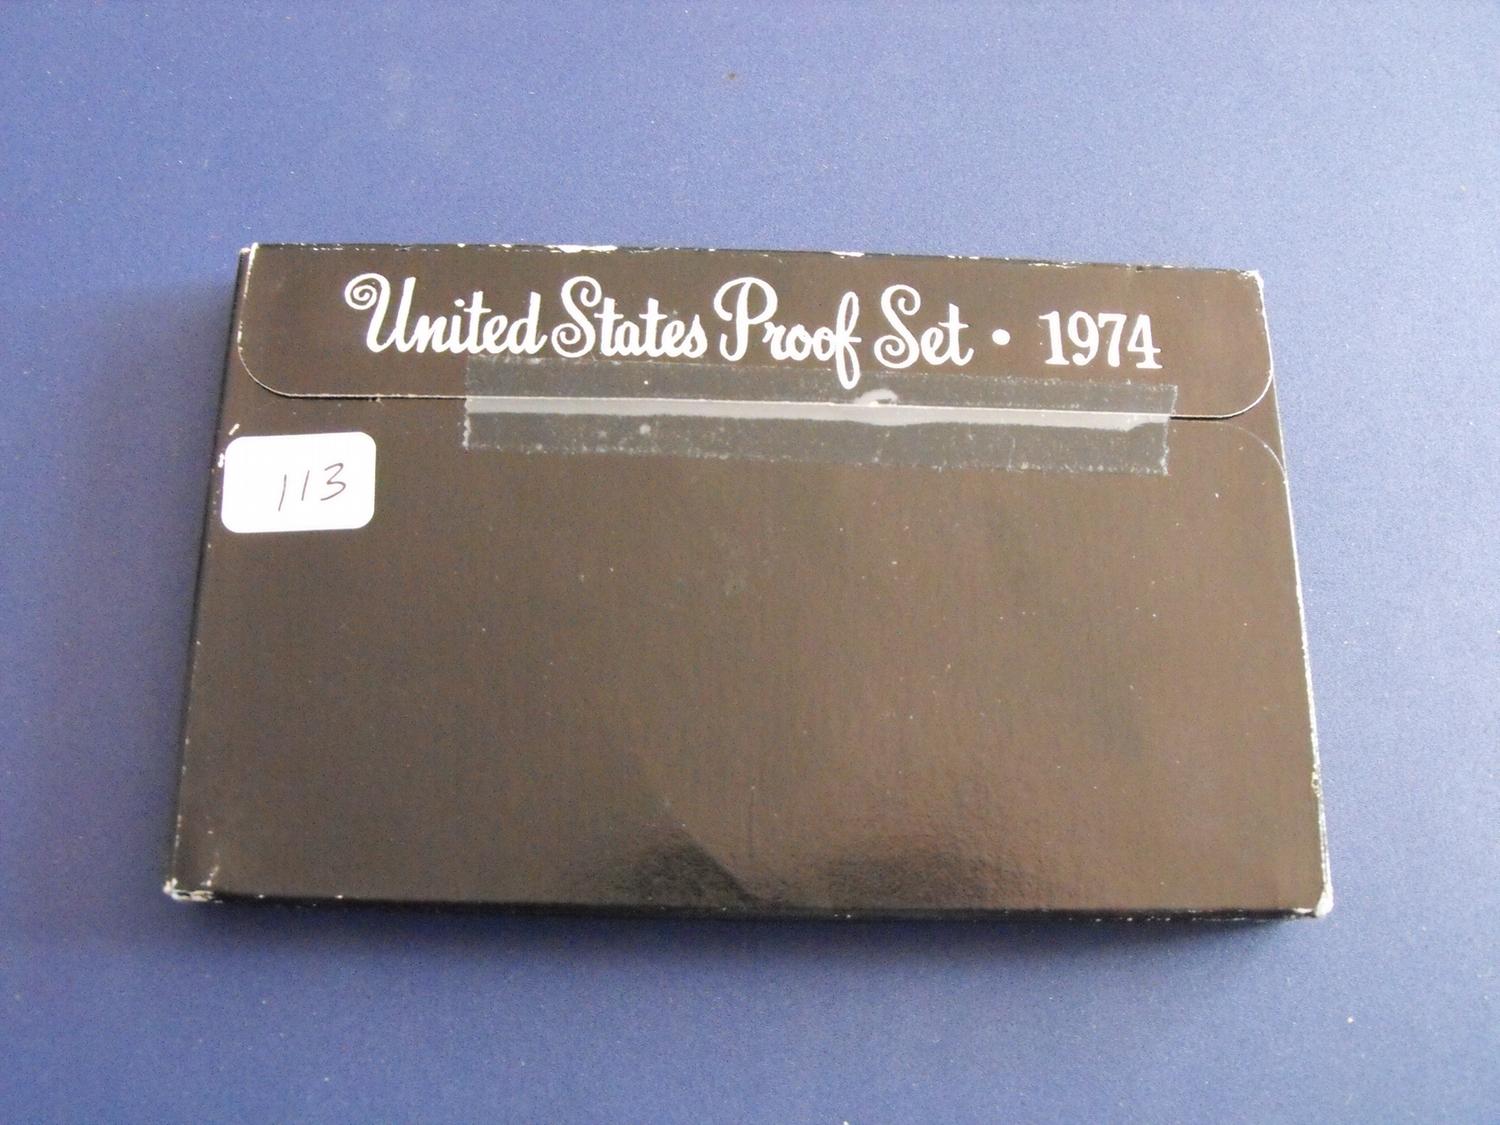 United States Proof Set • 1974
113